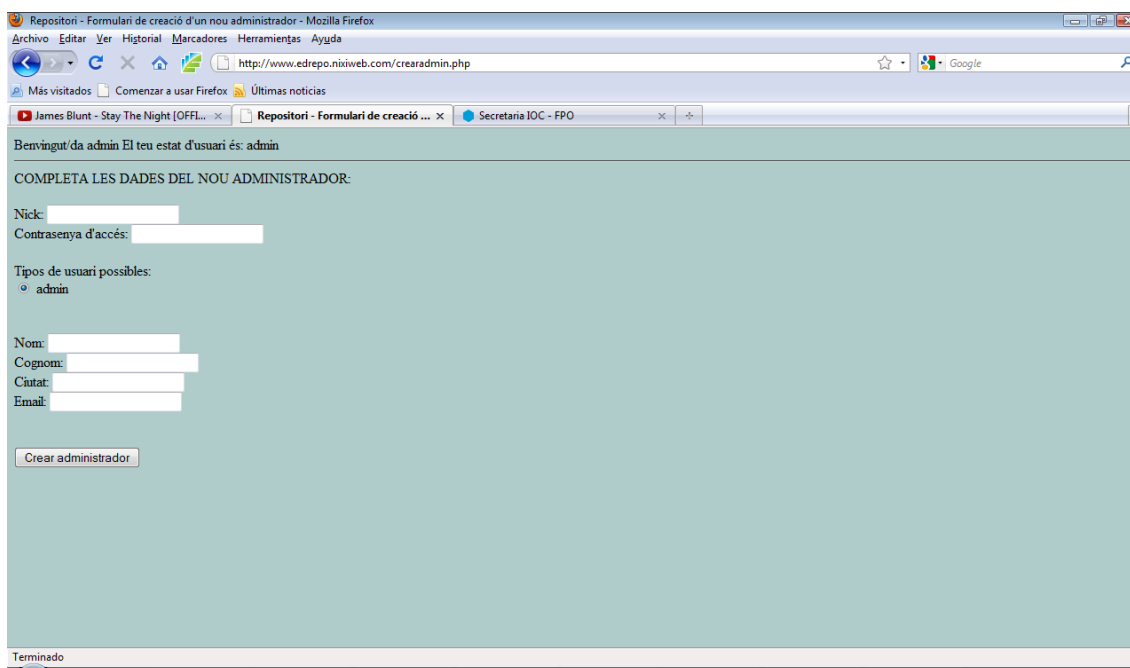 Repositori - Formulari de creació d'un nou administrador - Mozilla Firefox
Archivo Editar Ver Historial Marcadores Herramientas Ayuda
http://www.edrepo.nixiweb.com/crearadmin.php Google
Más visitados Comenzar a usar Firefox Últimas noticias
James Blunt - Stay The Night [OFFI... Repositori - Formulari de creació ... Secretaria IOC - FPO
Benvingut/da admin El teu estat d'usuari és: admin
COMPLETA LES DADES DEL NOU ADMINISTRADOR:
Nick:
Contrasenya d'accés:
Tipos de usuari possibles:
admin
Nom:
Cognom:
Ciutat:
Email:
Crear administrador
Terminado